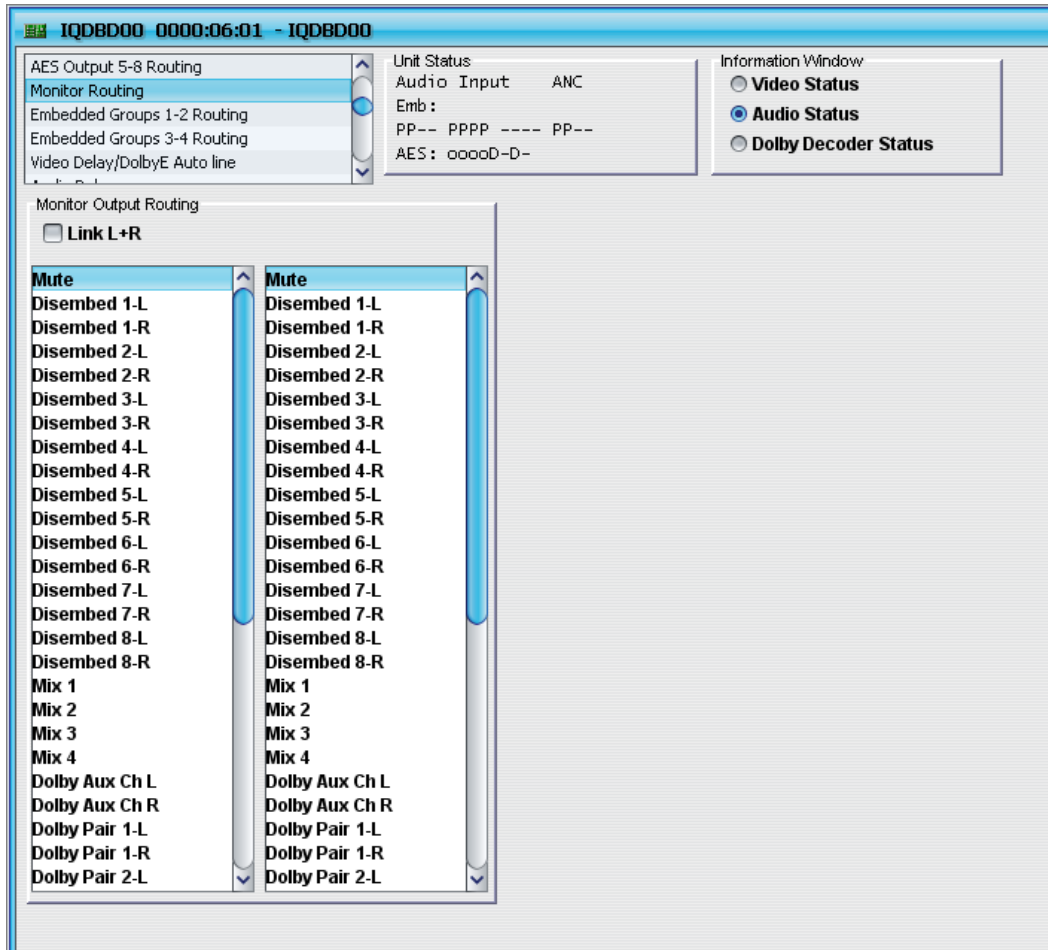 IQDBD00 0000:06:01 - IQDBD00
AES Output 5-8 Routing
Monitor Routing
Embedded Groups 1-2 Routing
Embedded Groups 3-4 Routing
Video Delay/DolbyE Auto line
Unit Status
Audio Input ANC
Emb:
PP-- PPPP ---- PP--
AES: ooooD-D-
Information Window
Video Status
Audio Status
Dolby Decoder Status
Monitor Output Routing
Link L+R
Mute
Disembed 1-L
Disembed 1-R
Disembed 2-L
Disembed 2-R
Disembed 3-L
Disembed 3-R
Disembed 4-L
Disembed 4-R
Disembed 5-L
Disembed 5-R
Disembed 6-L
Disembed 6-R
Disembed 7-L
Disembed 7-R
Disembed 8-L
Disembed 8-R
Mix 1
Mix 2
Mix 3
Mix 4
Dolby Aux Ch L
Dolby Aux Ch R
Dolby Pair 1-L
Dolby Pair 1-R
Dolby Pair 2-L
Mute
Disembed 1-L
Disembed 1-R
Disembed 2-L
Disembed 2-R
Disembed 3-L
Disembed 3-R
Disembed 4-L
Disembed 4-R
Disembed 5-L
Disembed 5-R
Disembed 6-L
Disembed 6-R
Disembed 7-L
Disembed 7-R
Disembed 8-L
Disembed 8-R
Mix 1
Mix 2
Mix 3
Mix 4
Dolby Aux Ch L
Dolby Aux Ch R
Dolby Pair 1-L
Dolby Pair 1-R
Dolby Pair 2-L